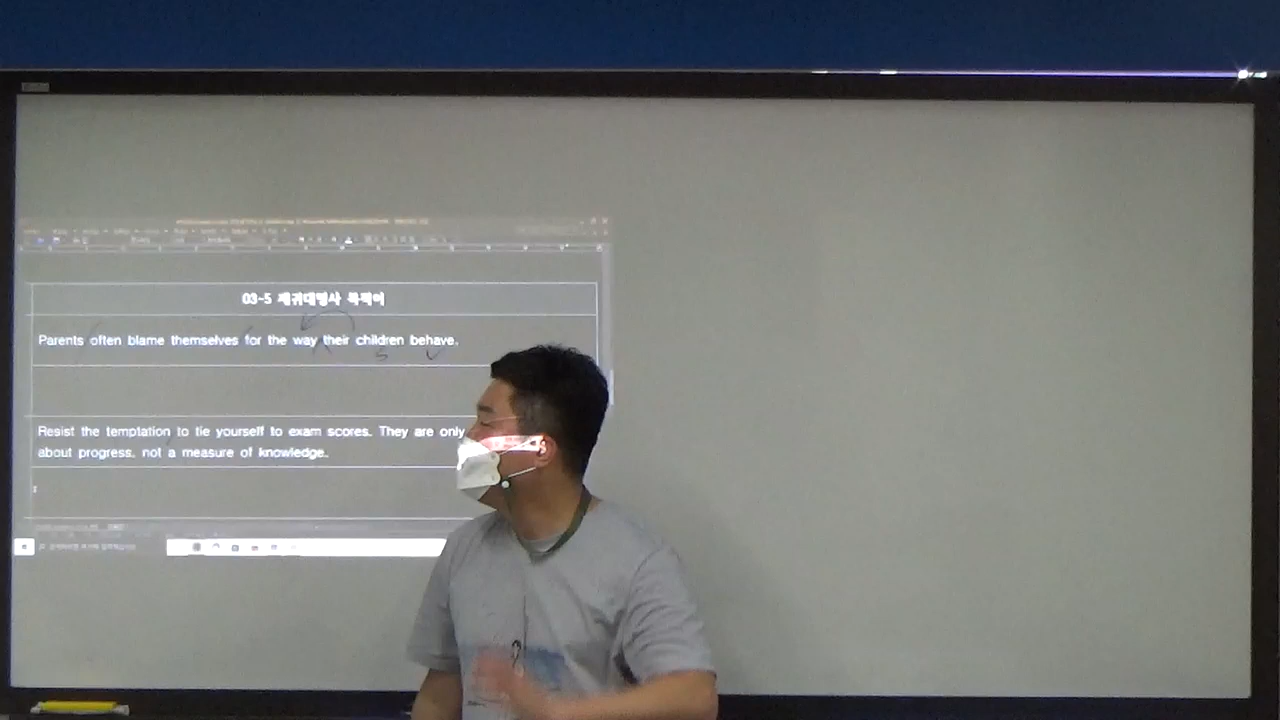 03-5 재귀대명사 목적어
Parents often blame themselves for the way their children behave.
S V
Resist the temptation to tie yourself to exam scores. They are only
about progress, not a measure of knowledge.